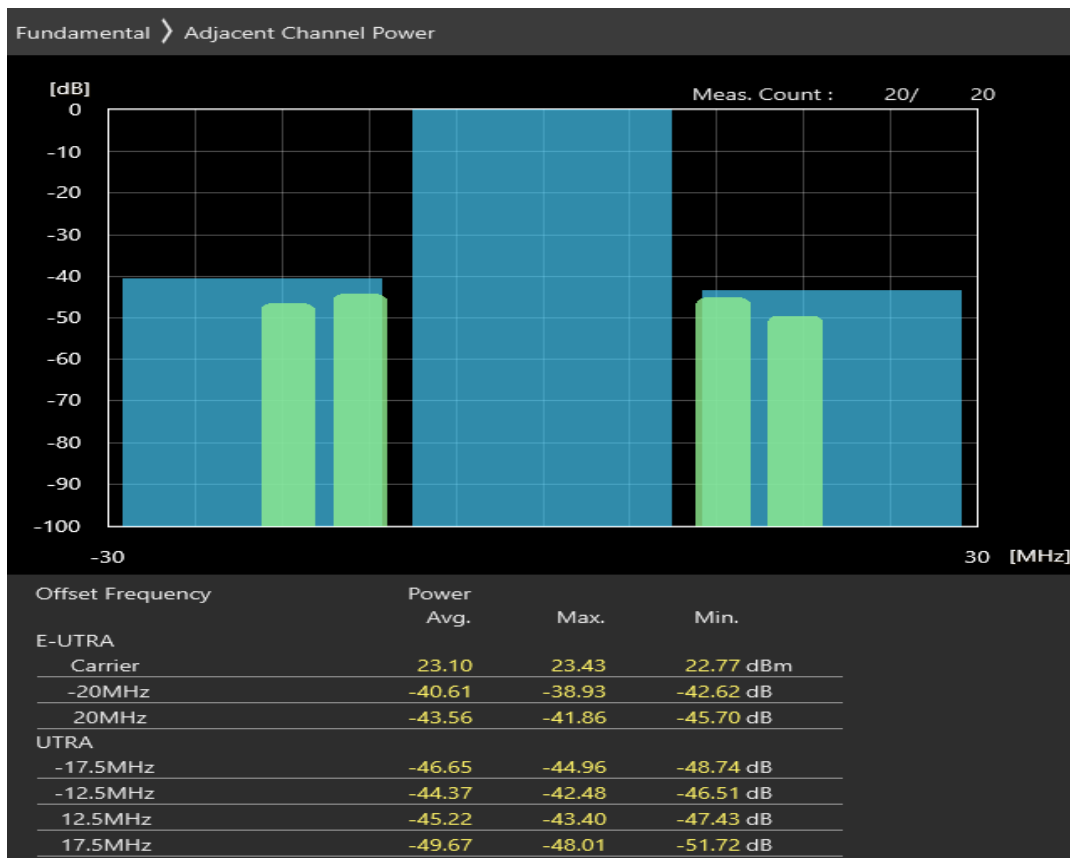 Fundamental 〉 Adjacent Channel Power
[dB]
Meas. Count : 20/ 20
0
-10
-20
-30
-40
-50
-60
-70
-80
-90
-100
-30 30 [MHz]
Offset Frequency Power
Avg. Max. Min.
E-UTRA
Carrier 23.10 23.43 22.77 dBm
-20MHz -40.61 -38.93 -42.62 dB
20MHz -43.56 -41.86 -45.70 dB
UTRA
-17.5MHz -46.65 -44.96 -48.74 dB
-12.5MHz -44.37 -42.48 -46.51 dB
12.5MHz -45.22 -43.40 -47.43 dB
17.5MHz -49.67 -48.01 -51.72 dB